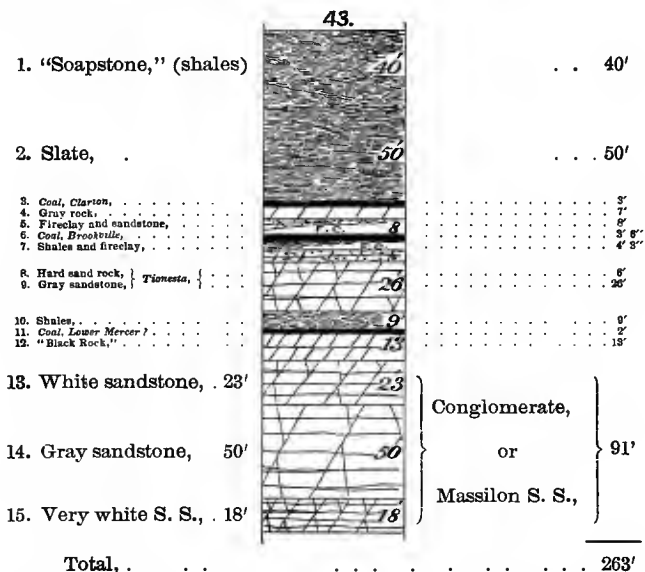 43.
1. "Soapstone," (shales) 40' . . 40'
2. Slate, . 50' . . . 50'
3. Coal, Clarion, . . . . . . . 3'
4. Gray rock, . . . . . . . 7'
5. Fireclay and sandstone, . . . . . F. C. 8 . . . . . . . 8'
6. Coal, Brookville, . . . . . . . 3' 6"
7. Shales and fireclay, . . . . . F. C. . . . . . . . 4' 3"
8. Hard sand rock, } Tionesta, { . . . . . . . 6'
9. Gray sandstone, } Tionesta, { 26' . . . . . . . 26'
10. Shales, . . . . . . . 9 . . . . . . . 9'
11. Coal, Lower Mercer? . . . . . . . 2'
12. "Black Rock," . . . . . . . 13 . . . . . . . 13'
13. White sandstone, . 23' 23
Conglomerate,
14. Gray sandstone, 50' 50' or 91'
Massilon S. S.,
15. Very white S. S., . 18' 18'
Total, . . . . . . . . . . . . 263'